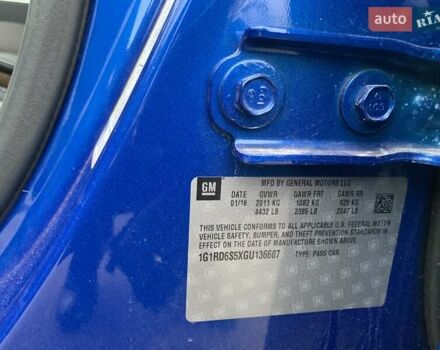 auto RIA
GM
MFD BY GENERAL MOTORS LLC
DATE GVWR GAWR FRT GAWR RR
01/16 2011 KG 1082 KG 929 KG
4432 LB 2385 LB 2047 LB
THIS VEHICLE CONFORMS TO ALL APPLICABLE U.S. FEDERAL MOTOR
VEHICLE SAFETY, BUMPER, AND THEFT PREVENTION STANDARDS
IN EFFECT ON THE DATE OF MANUFACTURE SHOWN ABOVE.
1G1RD6S5XGU136607 TYPE: PASS CAR